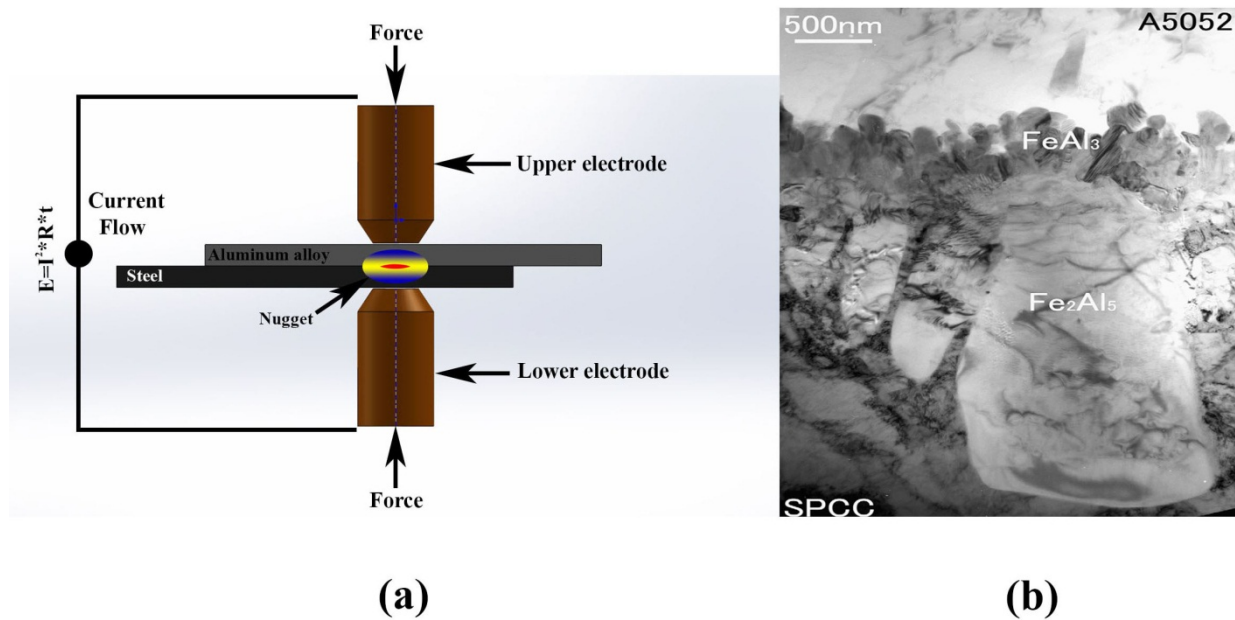 Force
Upper electrode
Current
Flow
E=I²*R*t
Aluminum alloy
Steel
Nugget
Lower electrode
Force
(a)
500nm
A5052
FeAl₃
Fe₂Al₅
SPCC
(b)